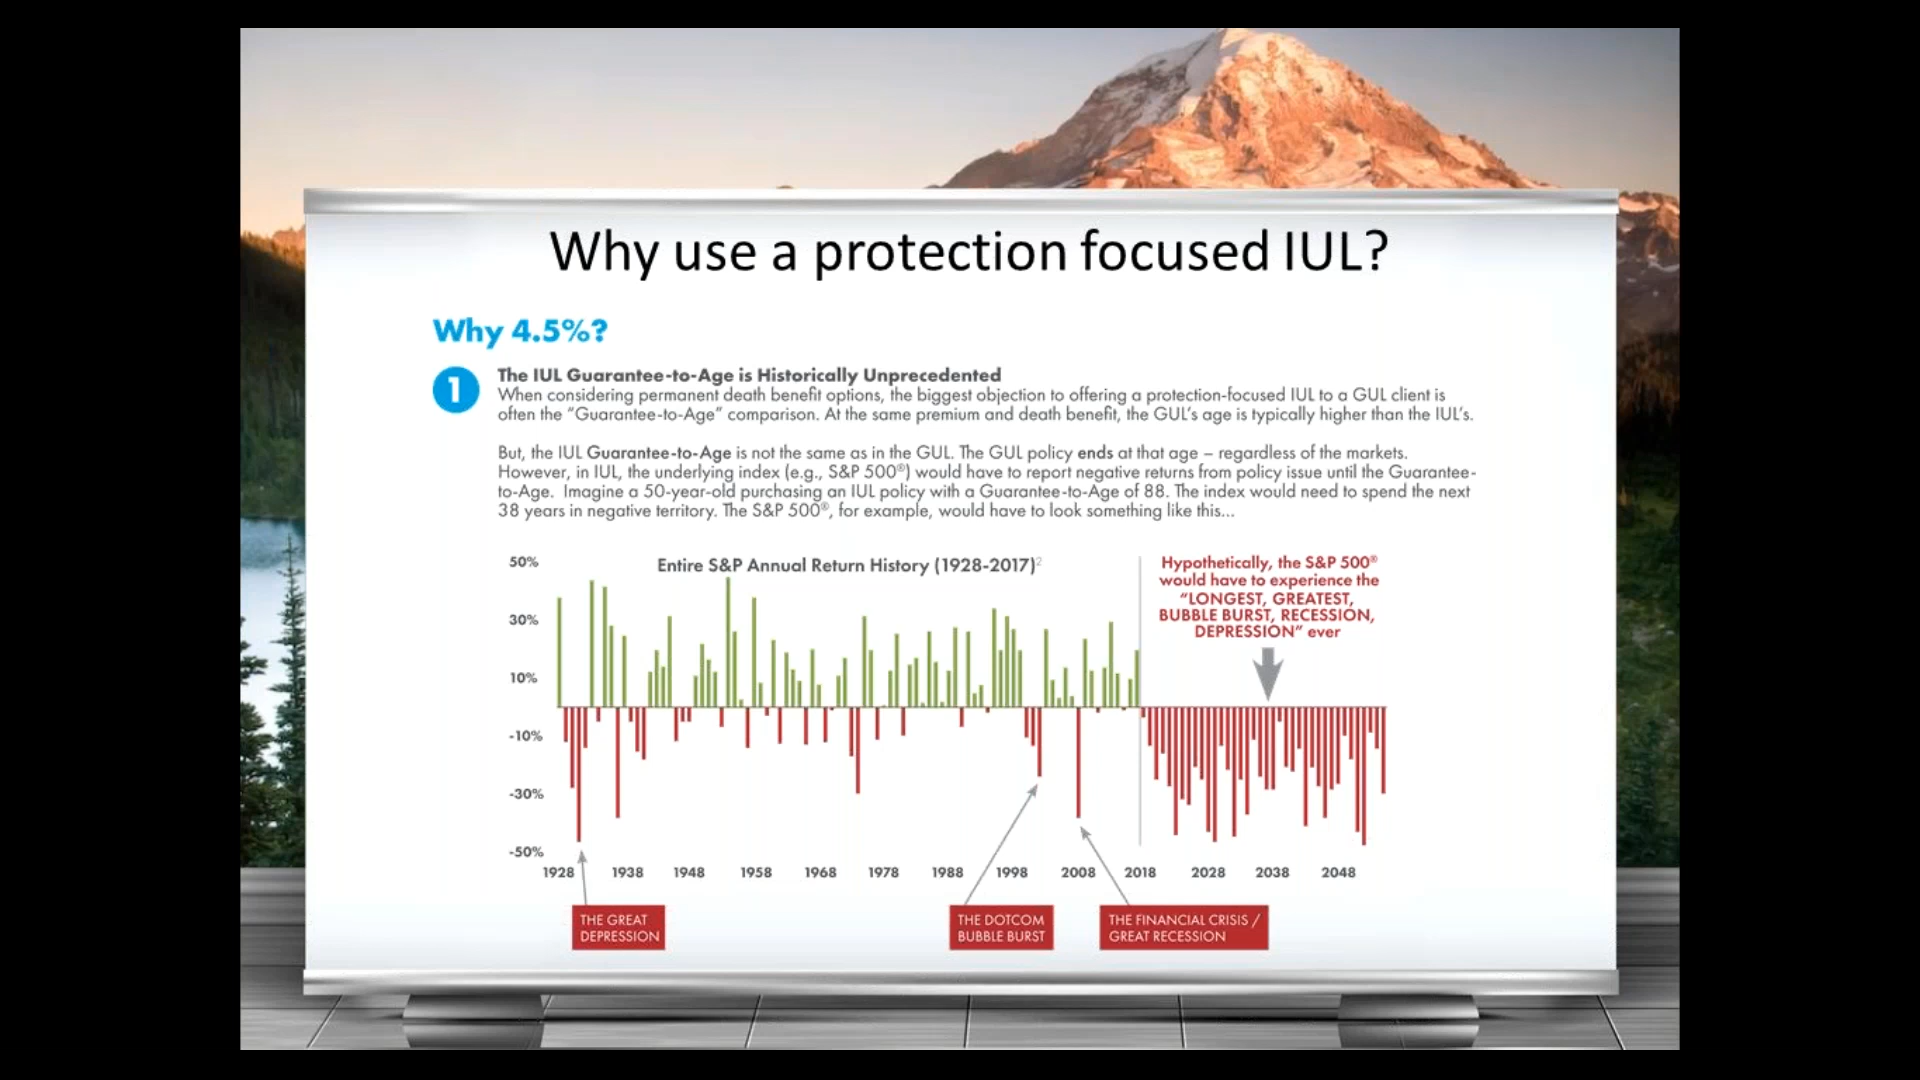 Why use a protection focused IUL?
Why 4.5%?
1
The IUL Guarantee-to-Age is Historically Unprecedented
When considering permanent death benefit options, the biggest objection to offering a protection-focused IUL to a GUL client is
often the “Guarantee-to-Age” comparison. At the same premium and death benefit, the GUL’s age is typically higher than the IUL’s.
But, the IUL Guarantee-to-Age is not the same as in the GUL. The GUL policy ends at that age – regardless of the markets.
However, in IUL, the underlying index (e.g., S&P 500®) would have to report negative returns from policy issue until the Guarantee-
to-Age. Imagine a 50-year-old purchasing an IUL policy with a Guarantee-to-Age of 88. The index would need to spend the next
38 years in negative territory. The S&P 500®, for example, would have to look something like this...
Entire S&P Annual Return History (1928-2017)²
Hypothetically, the S&P 500®
would have to experience the
“LONGEST, GREATEST,
BUBBLE BURST, RECESSION,
DEPRESSION” ever
50%
30%
10%
-10%
-30%
-50%
1928 1938 1948 1958 1968 1978 1988 1998 2008 2018 2028 2038 2048
THE GREAT
DEPRESSION
THE DOTCOM
BUBBLE BURST
THE FINANCIAL CRISIS /
GREAT RECESSION